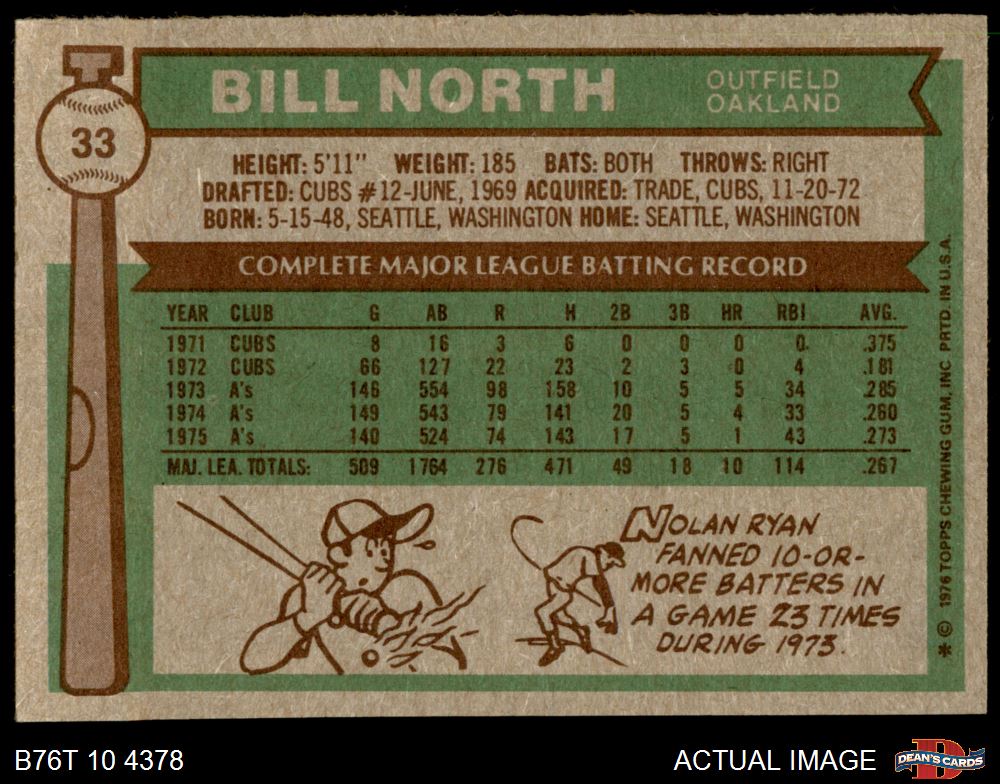 33
BILL NORTH
OUTFIELD
OAKLAND
HEIGHT: 5'11" WEIGHT: 185 BATS: BOTH THROWS: RIGHT
DRAFTED: CUBS #12-JUNE, 1969 ACQUIRED: TRADE, CUBS, 11-20-72
BORN: 5-15-48, SEATTLE, WASHINGTON HOME: SEATTLE, WASHINGTON
COMPLETE MAJOR LEAGUE BATTING RECORD
YEAR CLUB G AB R H 2B 3B HR RBI AVG.
1971 CUBS 8 16 3 6 0 0 0 0 .375
1972 CUBS 66 127 22 23 2 3 0 4 .181
1973 A's 146 554 98 158 10 5 5 34 .285
1974 A's 149 543 79 141 20 5 4 33 .260
1975 A's 140 524 74 143 17 5 1 43 .273
MAJ. LEA. TOTALS: 509 1764 276 471 49 18 10 114 .267
NOLAN RYAN
FANNED 10-OR-
MORE BATTERS IN
A GAME 23 TIMES
DURING 1973.
* © 1976 TOPPS CHEWING GUM, INC. PRTD. IN U.S.A.
B76T 10 4378
ACTUAL IMAGE
D
DEAN'S CARDS